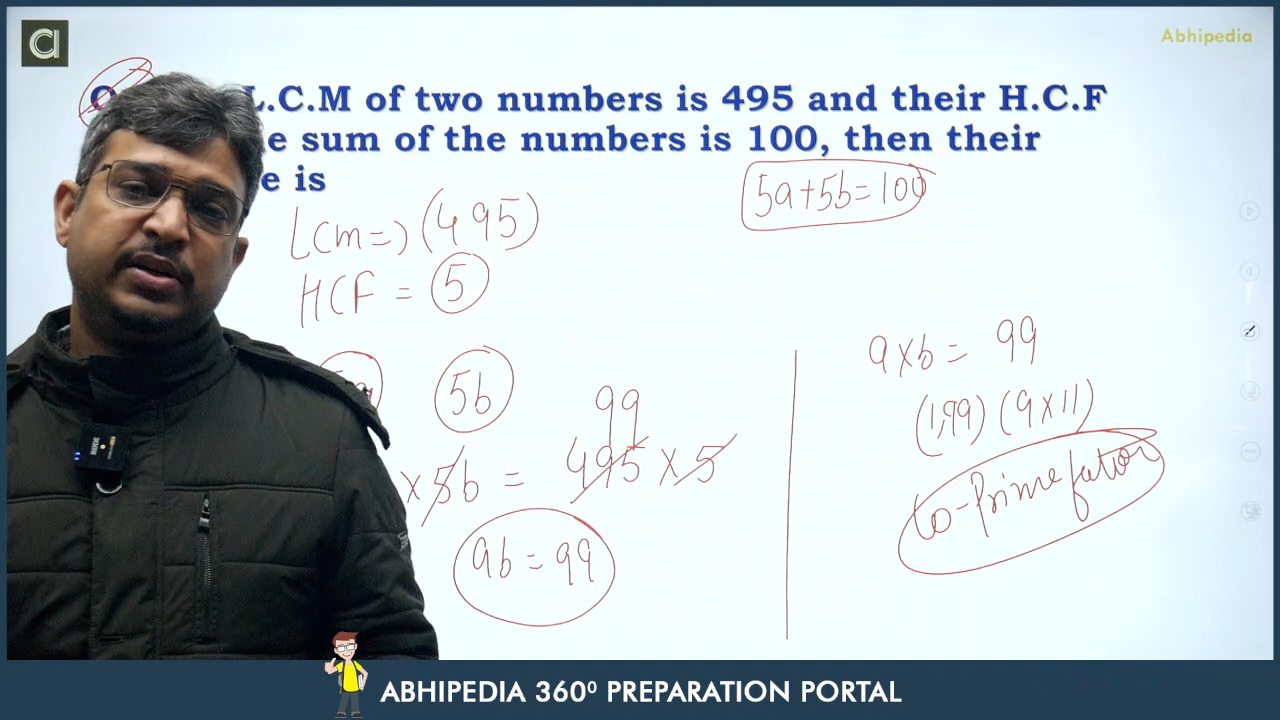 Abhipedia
Q. L.C.M of two numbers is 495 and their H.C.F
sum of the numbers is 100, then their
is
5a+5b=100
LCM=) (495)
HCF = 5
5b
99
× 5b = 495 × 5
ab = 99
a×b = 99
(1,99) (9×11)
Co-Prime factor
ABHIPEDIA 360⁰ PREPARATION PORTAL